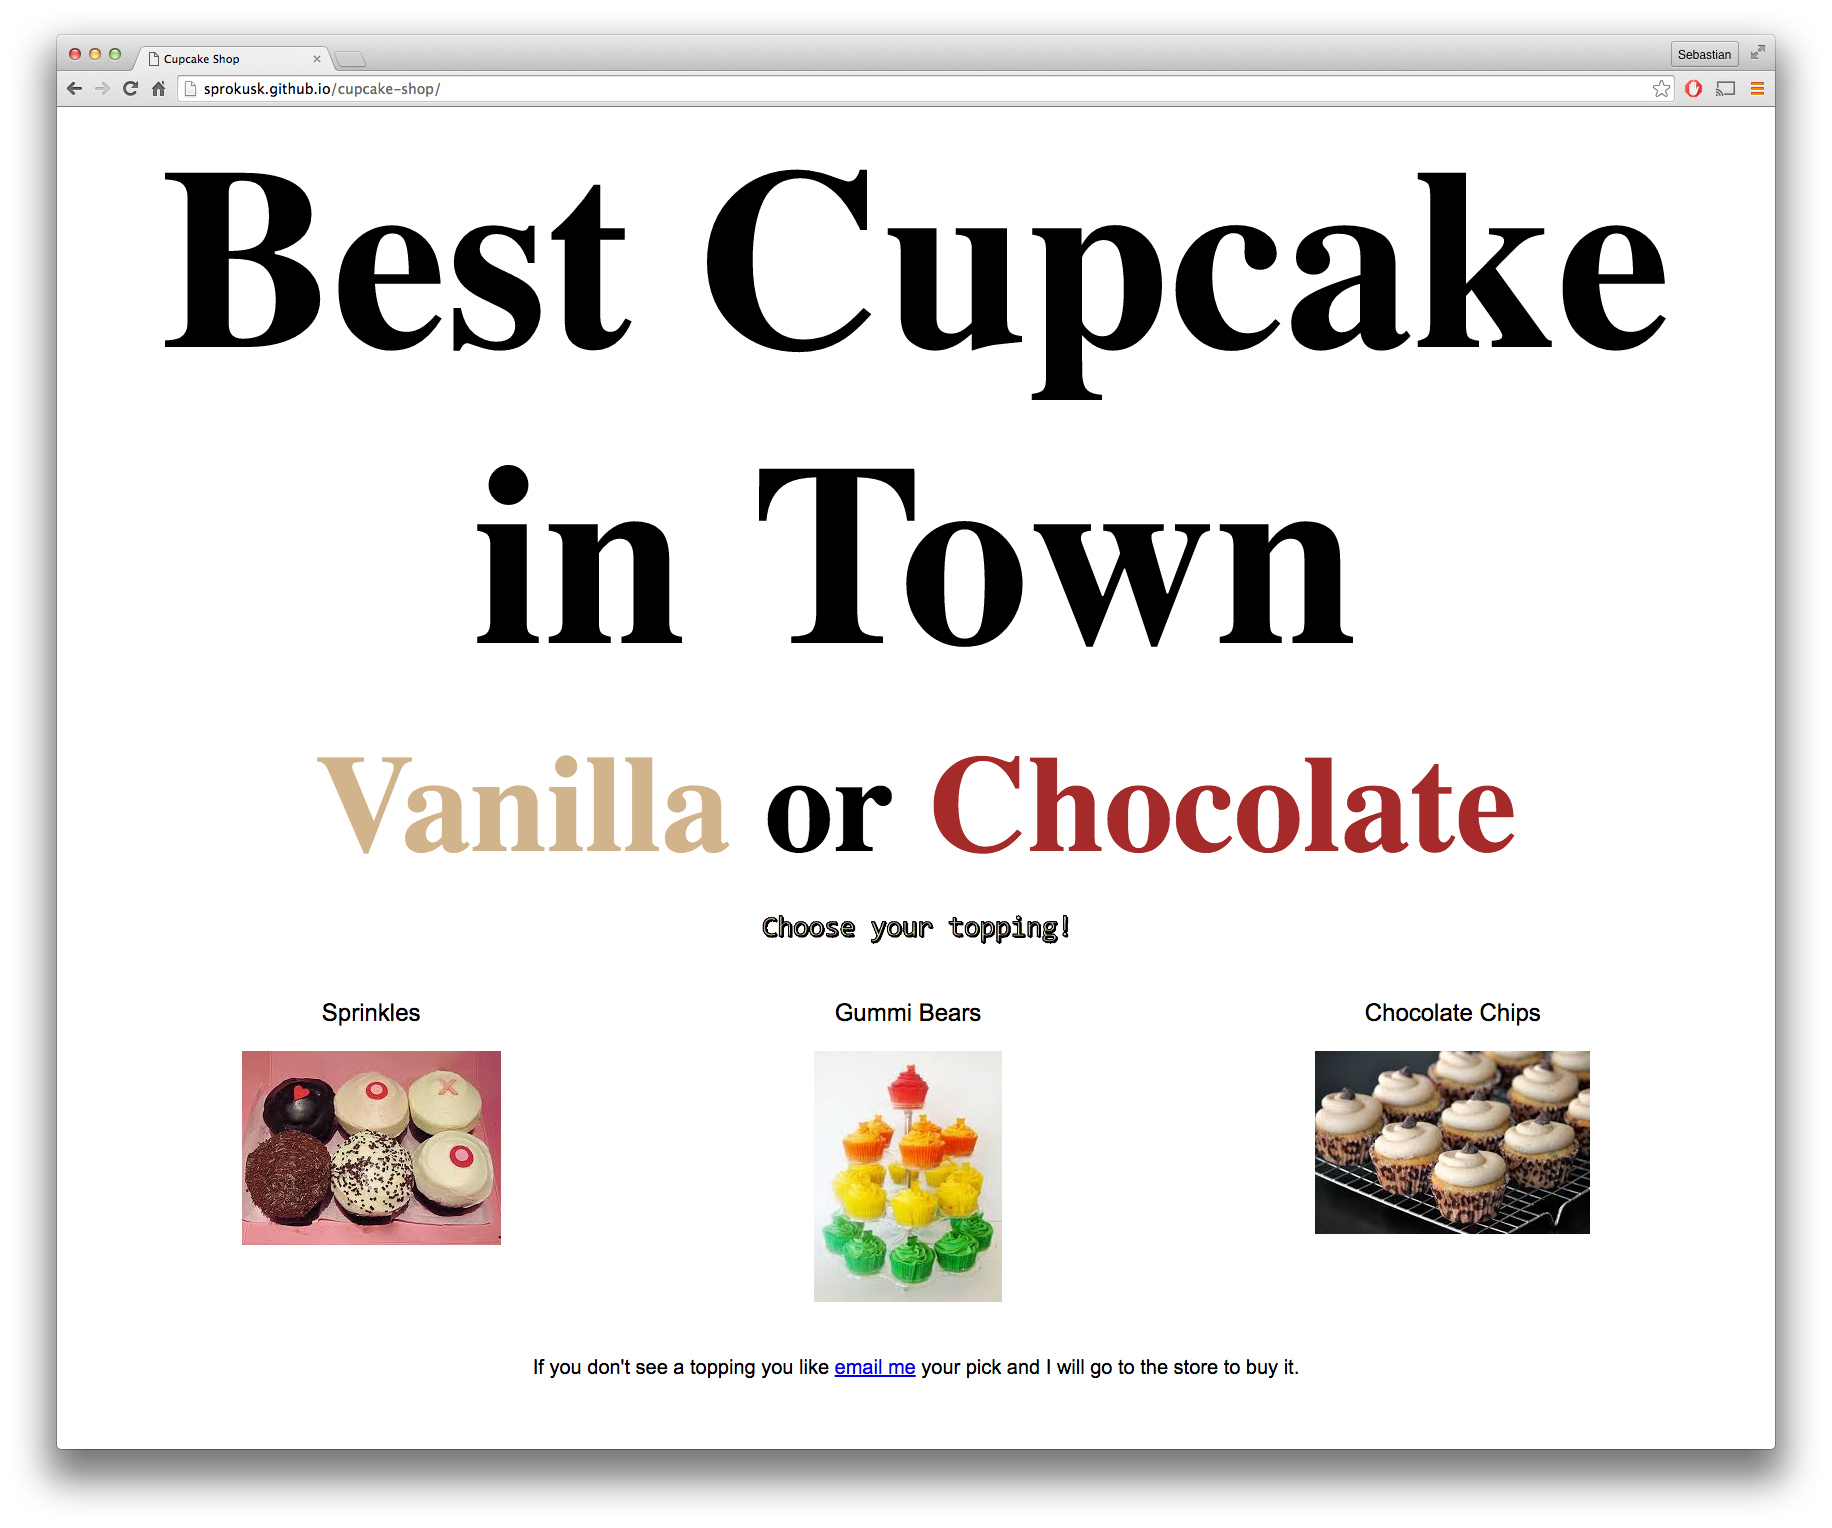 Cupcake Shop
Sebastian
sprokusk.github.io/cupcake-shop/
Best Cupcake
in Town
Vanilla or Chocolate
Choose your topping!
Sprinkles
Gummi Bears
Chocolate Chips
If you don't see a topping you like email me your pick and I will go to the store to buy it.